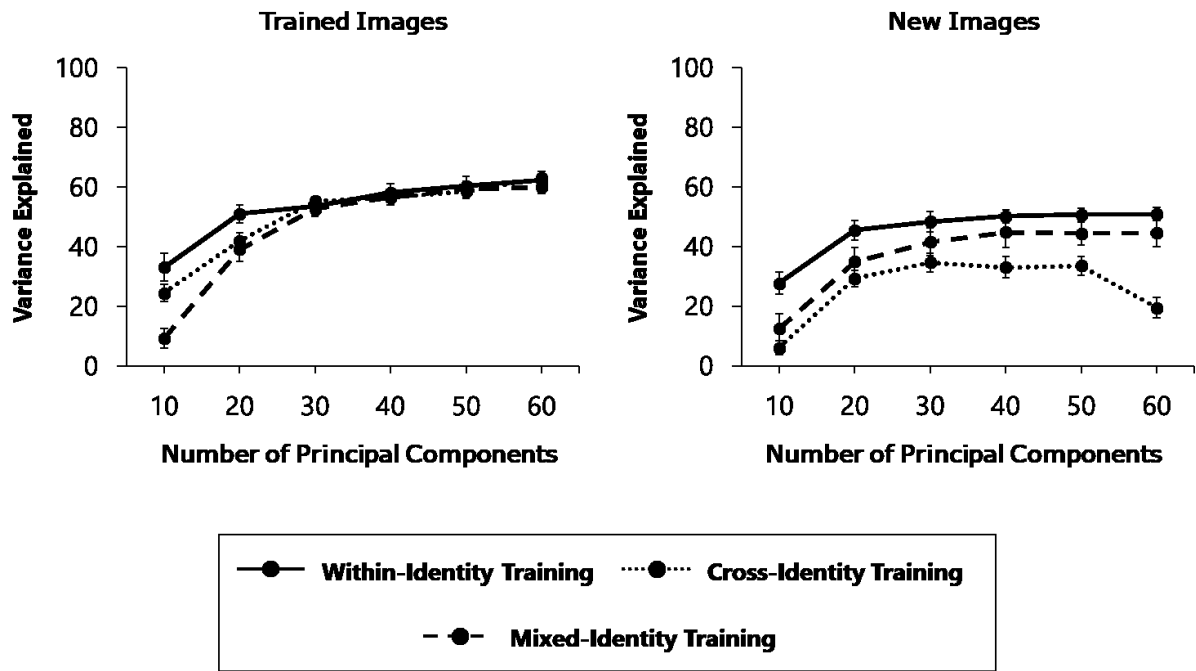 Trained Images
100
80
60
40
20
0
Variance Explained
10 20 30 40 50 60
Number of Principal Components
New Images
100
80
60
40
20
0
Variance Explained
10 20 30 40 50 60
Number of Principal Components
Within-Identity Training
Cross-Identity Training
Mixed-Identity Training